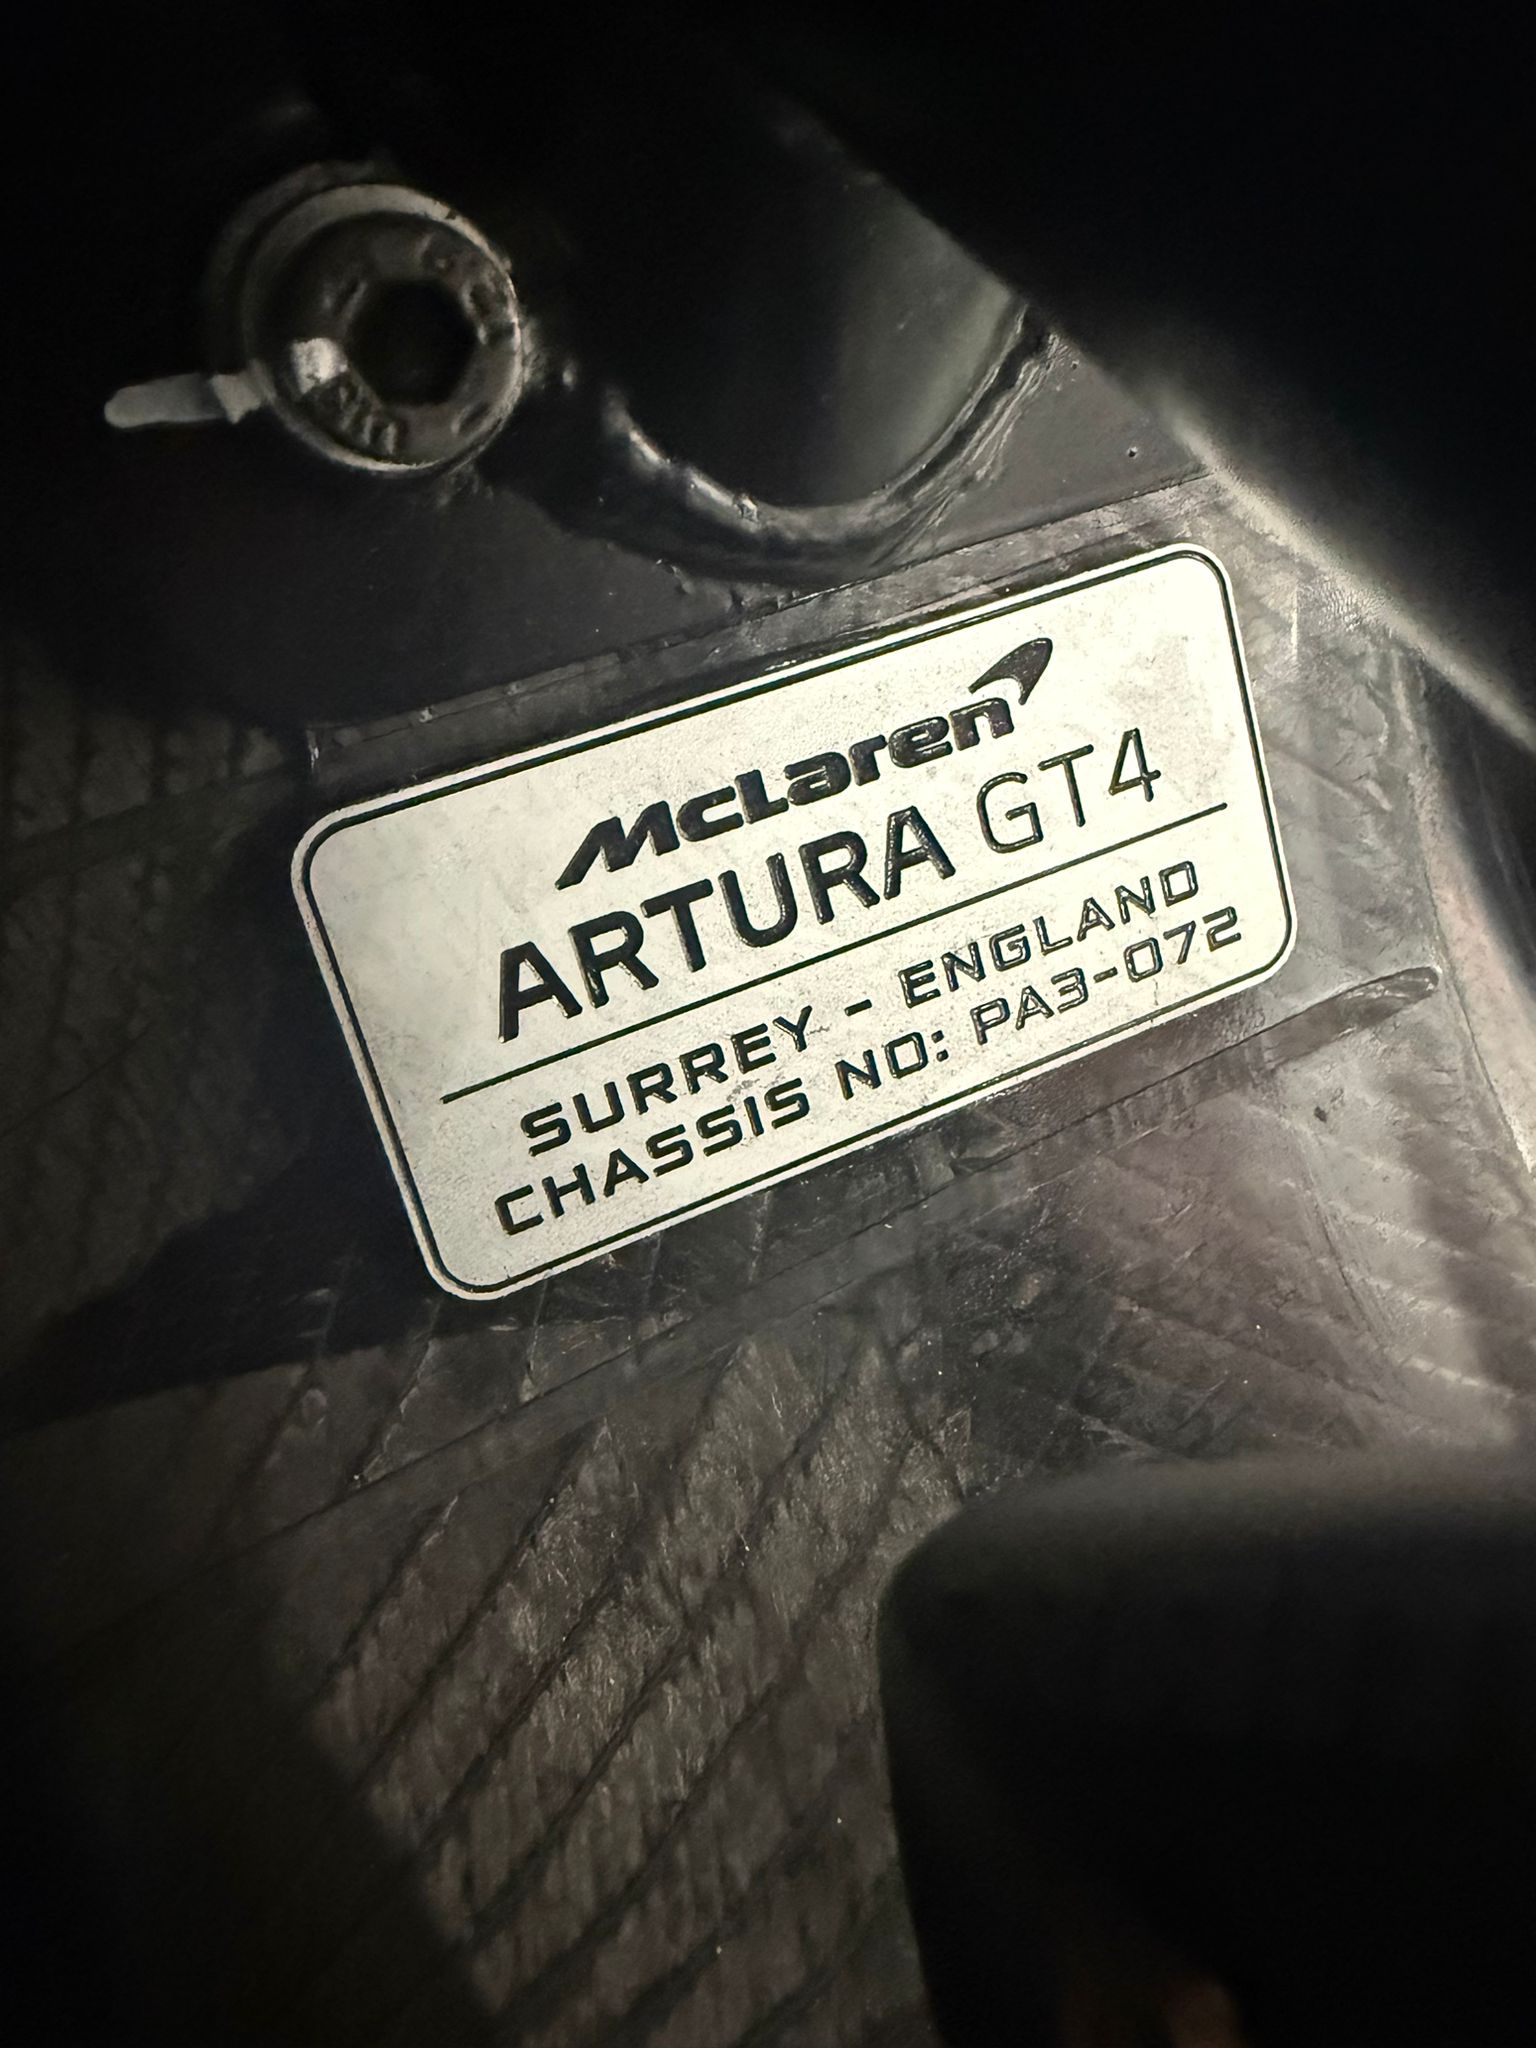 McLaren
ARTURA GT4
SURREY - ENGLAND
CHASSIS NO: PA3-072